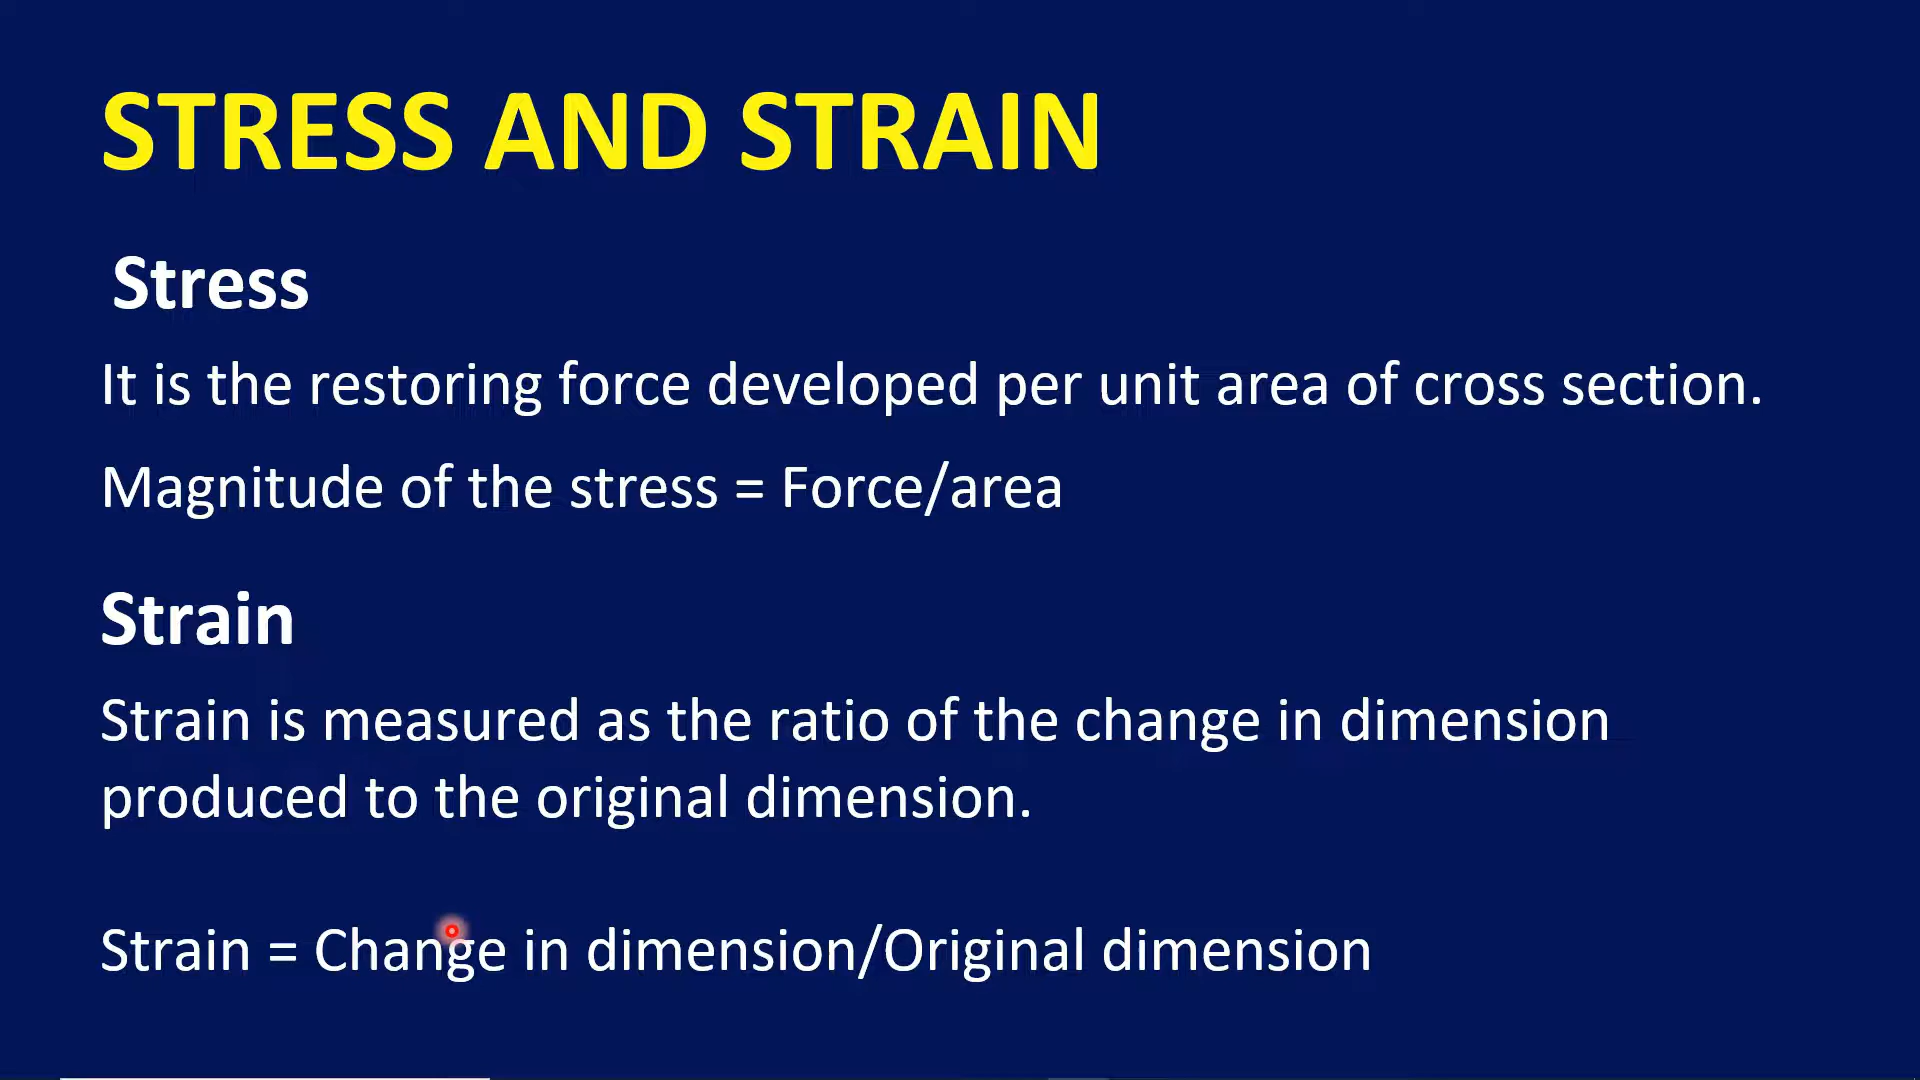 STRESS AND STRAIN
Stress
It is the restoring force developed per unit area of cross section.
Magnitude of the stress = Force/area
Strain
Strain is measured as the ratio of the change in dimension
produced to the original dimension.
Strain = Change in dimension/Original dimension